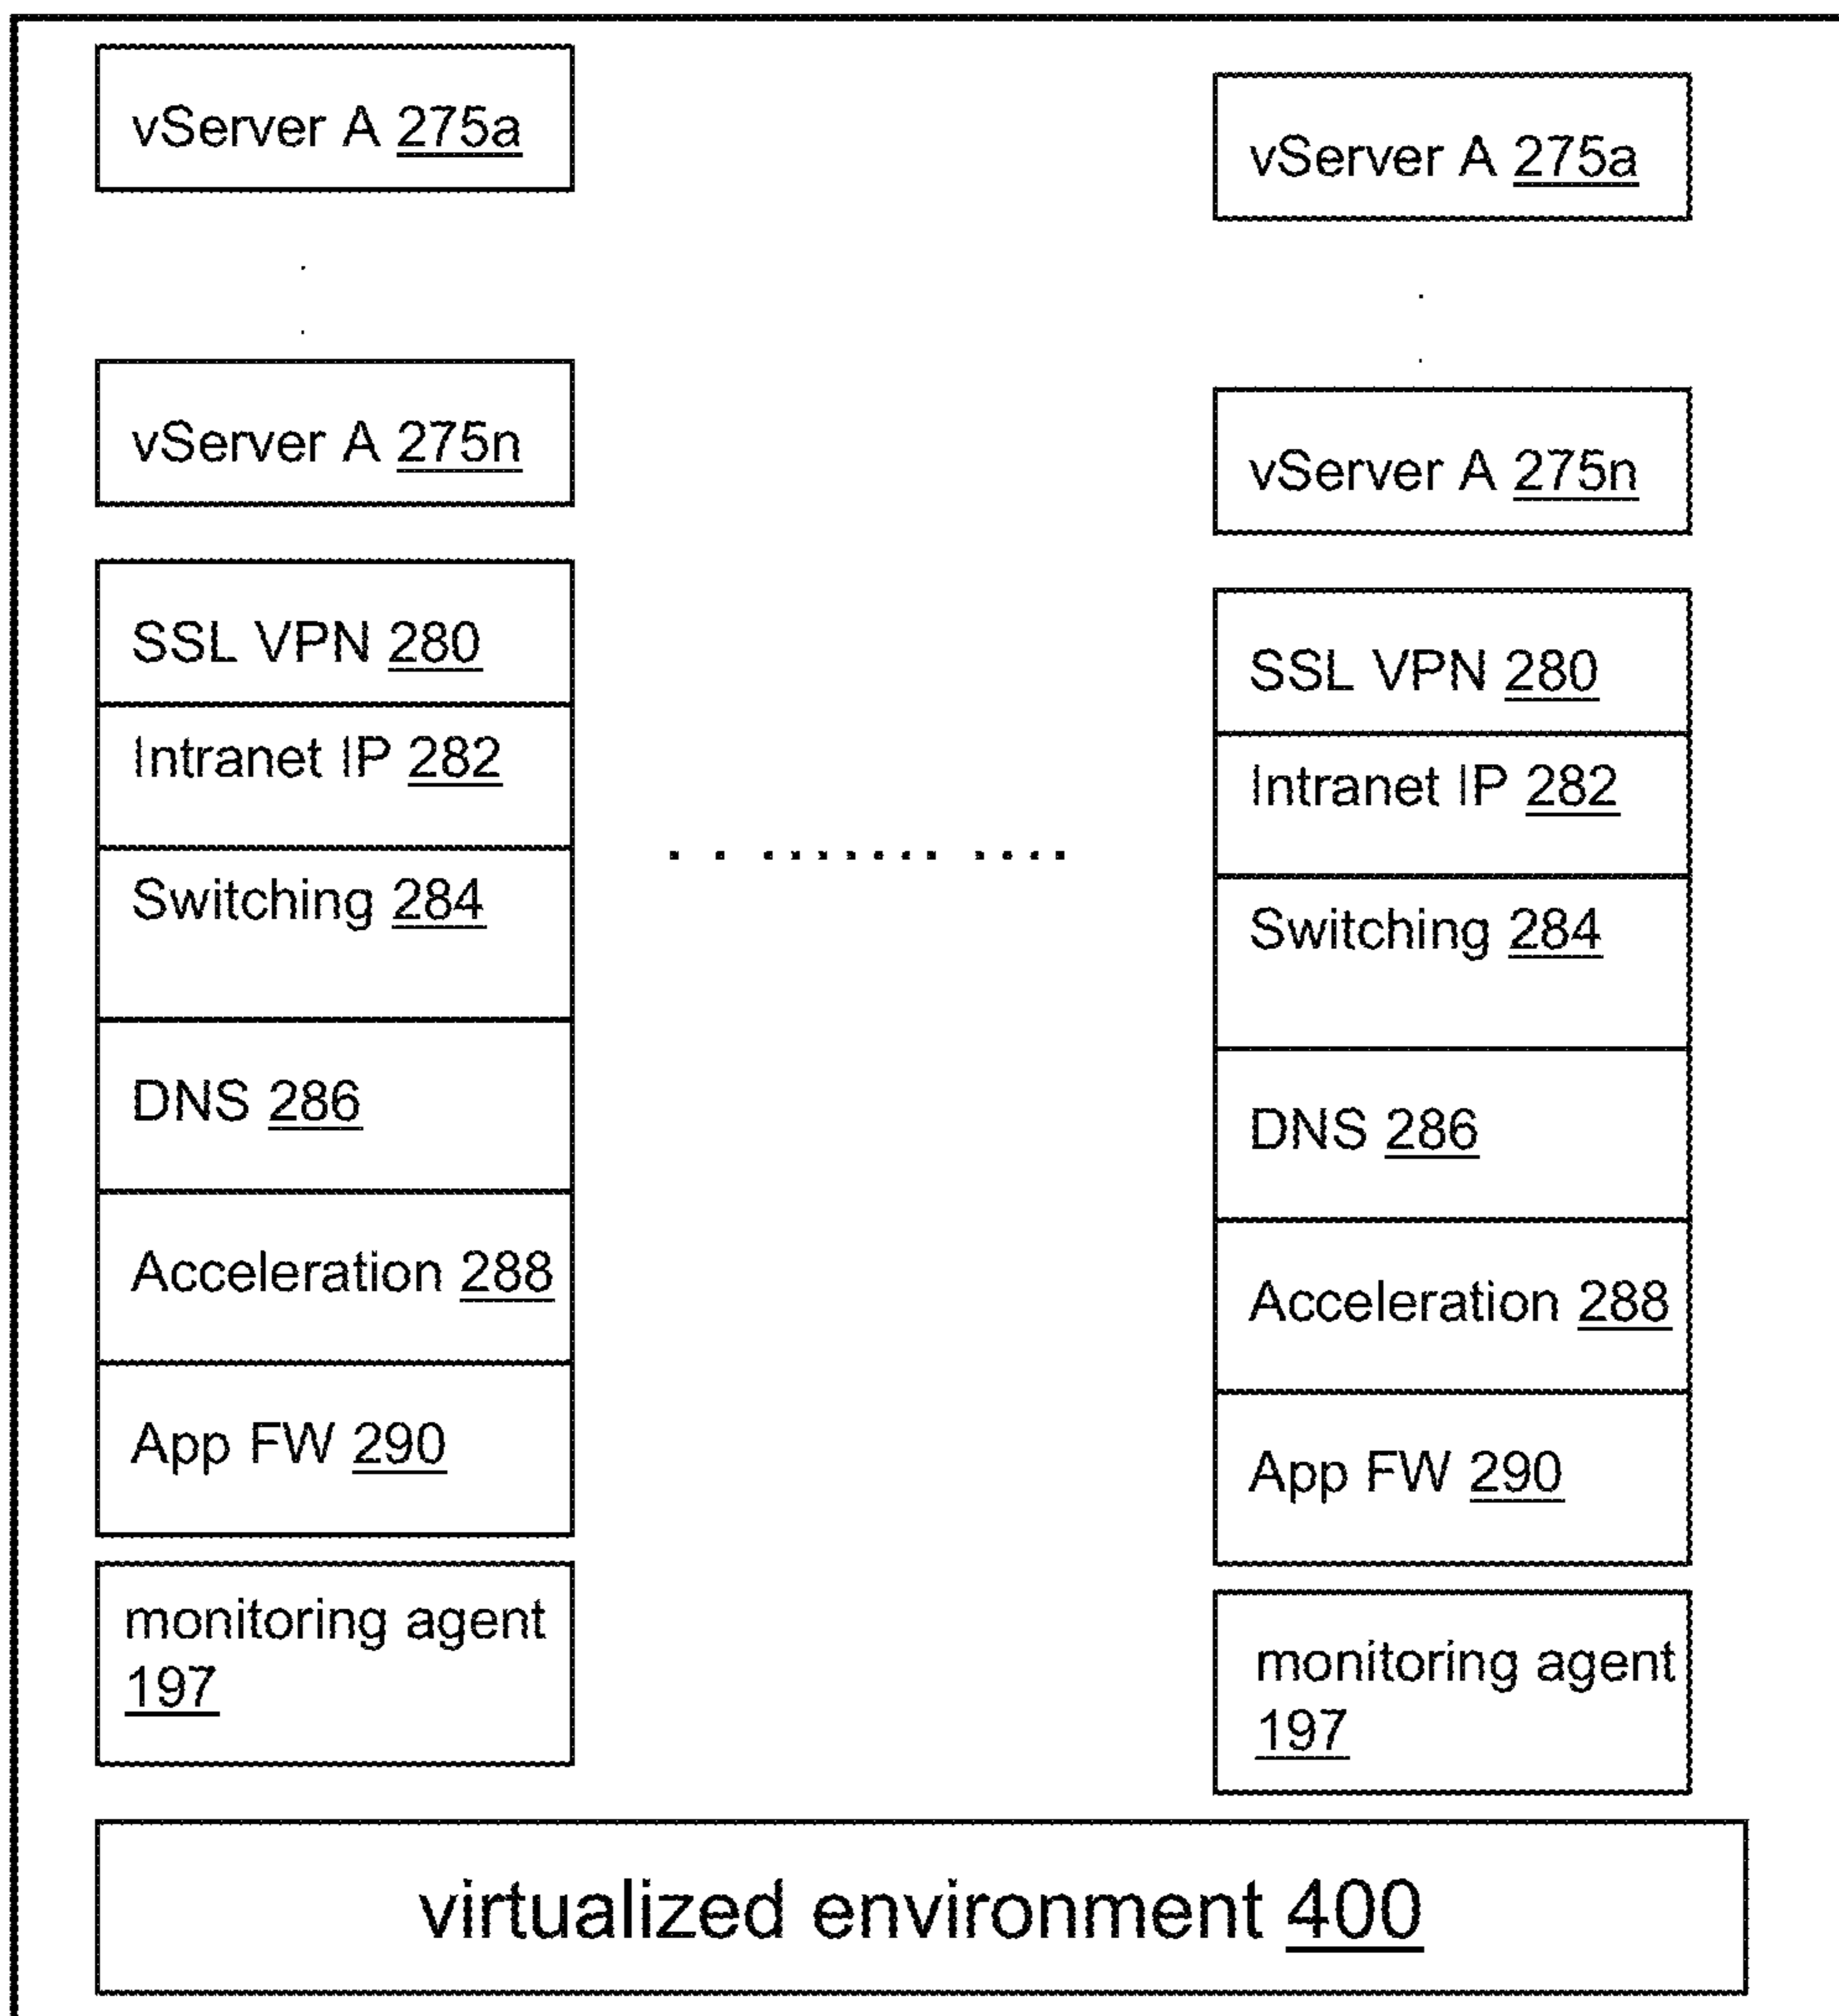 vServer A 275a
vServer A 275n
SSL VPN 280
Intranet IP 282
Switching 284
DNS 286
Acceleration 288
App FW 290
monitoring agent
197
vServer A 275a
vServer A 275n
SSL VPN 280
Intranet IP 282
Switching 284
DNS 286
Acceleration 288
App FW 290
monitoring agent
197
virtualized environment 400